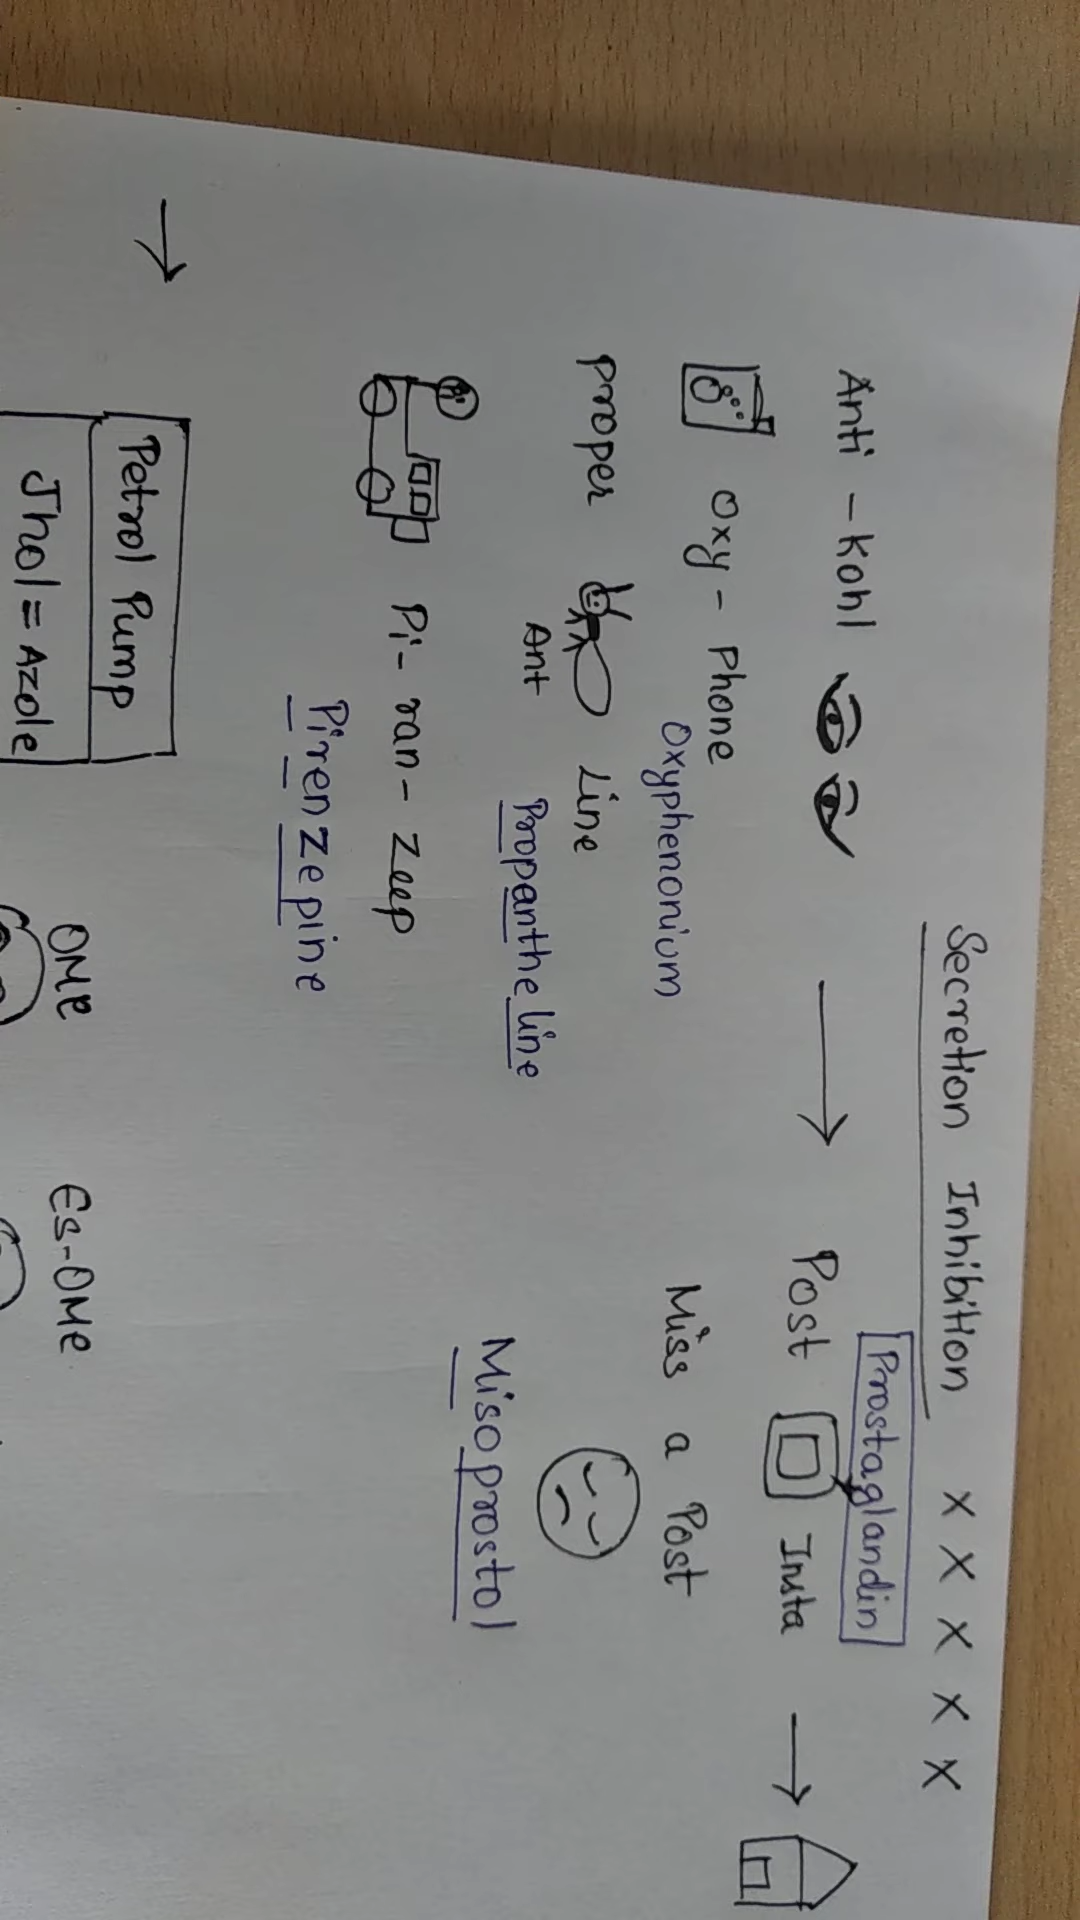 Secretion Inhibition X X X X X
Prostaglandin
Anti - Kohl
Post Insta
Oxy - Phone
Oxyphenonium
Miss a Post
Proper Line
Ant
Propantheline
Misoprostol
Pi - ran - Zeep
Pirenzepine
Petrol Pump
Jhol = Azole
OMe
Es-OMe